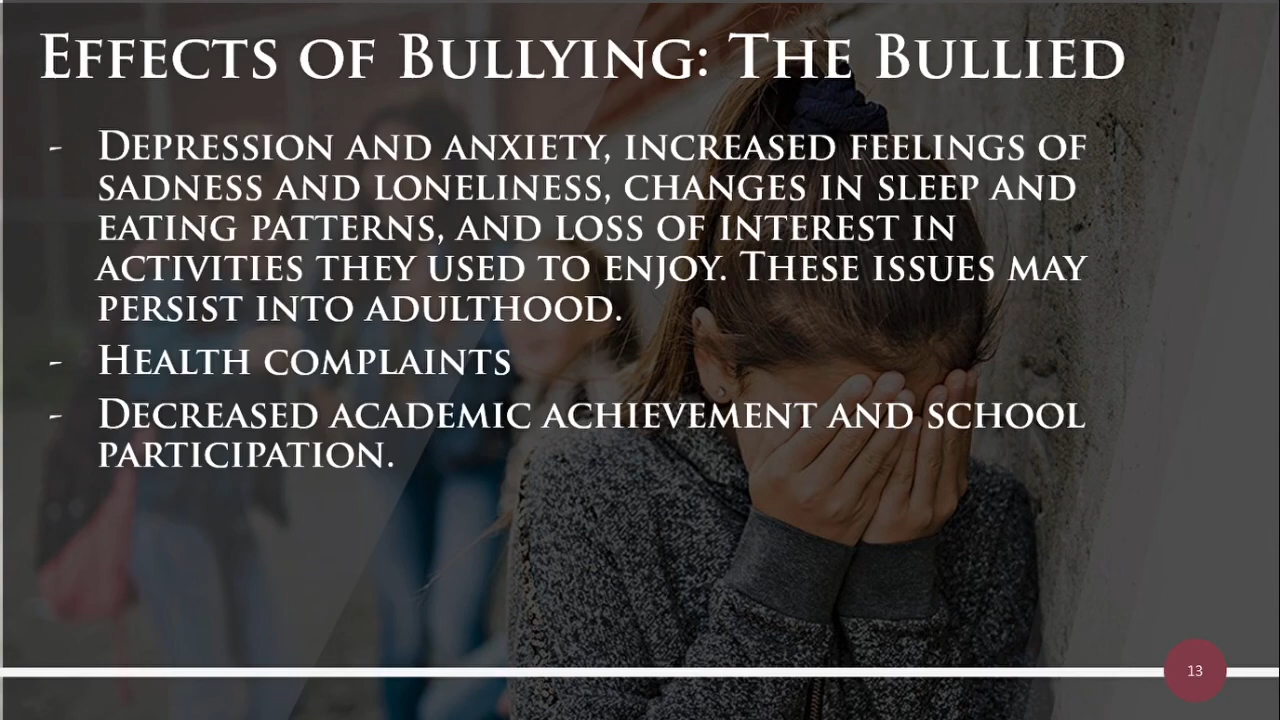 Effects of Bullying: The Bullied
- Depression and anxiety, increased feelings of
sadness and loneliness, changes in sleep and
eating patterns, and loss of interest in
activities they used to enjoy. These issues may
persist into adulthood.
- Health complaints
- Decreased academic achievement and school
participation.
13